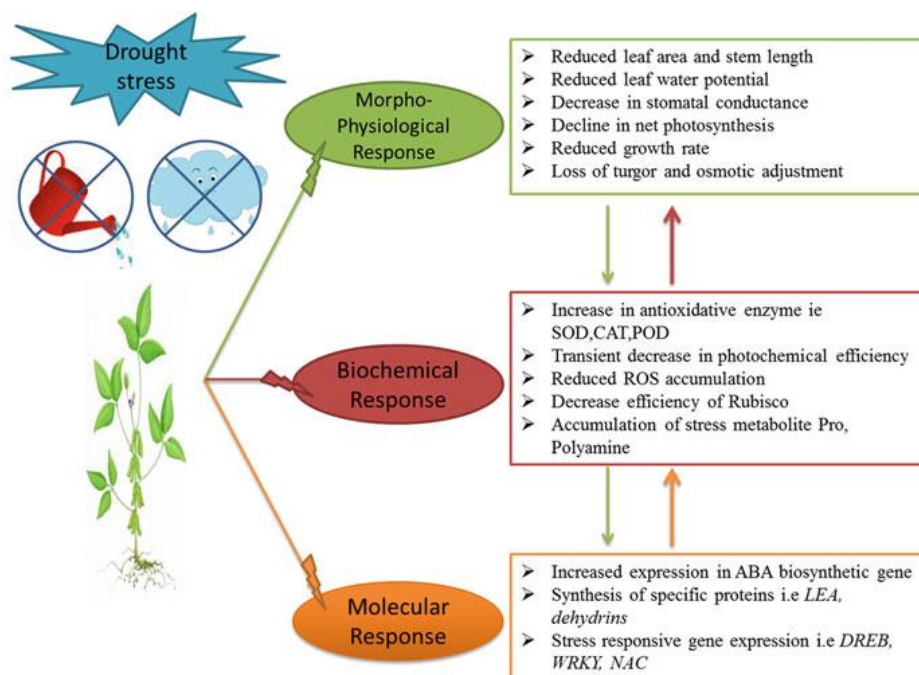 Drought
stress
Morpho-
Physiological
Response
➢ Reduced leaf area and stem length
➢ Reduced leaf water potential
➢ Decrease in stomatal conductance
➢ Decline in net photosynthesis
➢ Reduced growth rate
➢ Loss of turgor and osmotic adjustment
Biochemical
Response
➢ Increase in antioxidative enzyme ie
SOD,CAT,POD
➢ Transient decrease in photochemical efficiency
➢ Reduced ROS accumulation
➢ Decrease efficiency of Rubisco
➢ Accumulation of stress metabolite Pro,
Polyamine
Molecular
Response
➢ Increased expression in ABA biosynthetic gene
➢ Synthesis of specific proteins i.e LEA,
dehydrins
➢ Stress responsive gene expression i.e DREB,
WRKY, NAC